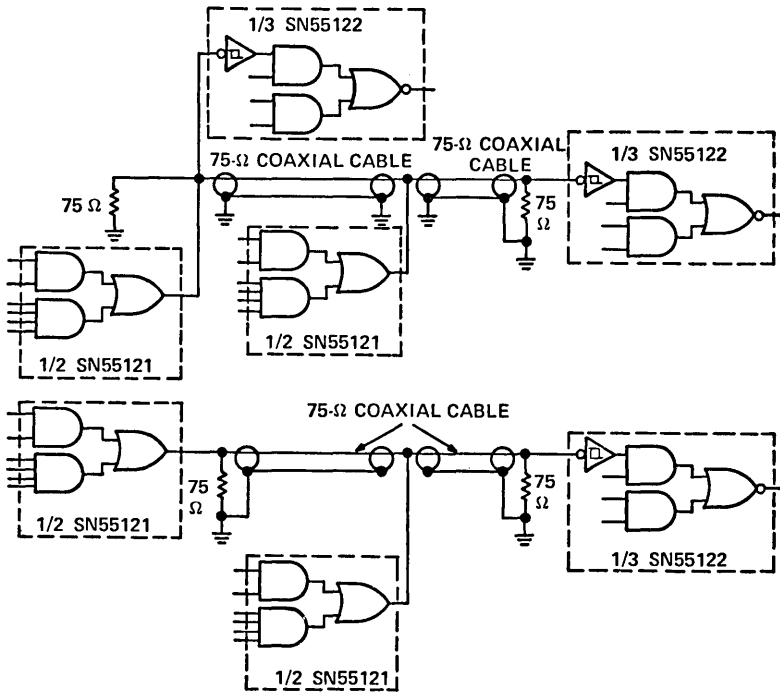 1/3 SN55122
75-Ω COAXIAL CABLE
75-Ω COAXIAL
CABLE
1/3 SN55122
75 Ω
75
Ω
1/2 SN55121
1/2 SN55121
75-Ω COAXIAL CABLE
75
Ω
75
Ω
1/2 SN55121
1/3 SN55122
1/2 SN55121